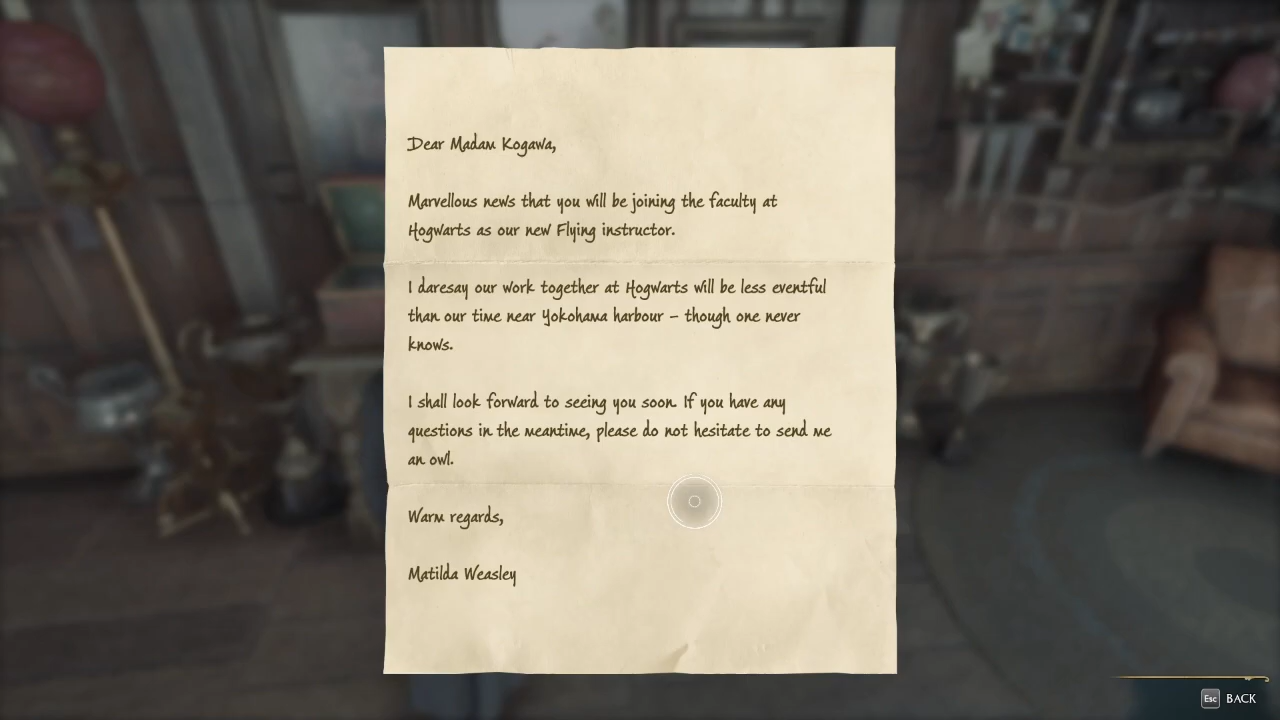 Dear Madam Kogawa,
Marvellous news that you will be joining the faculty at
Hogwarts as our new Flying instructor.
I daresay our work together at Hogwarts will be less eventful
than our time near Yokohama harbour – though one never
knows.
I shall look forward to seeing you soon. If you have any
questions in the meantime, please do not hesitate to send me
an owl.
Warm regards,
Matilda Weasley
Esc BACK